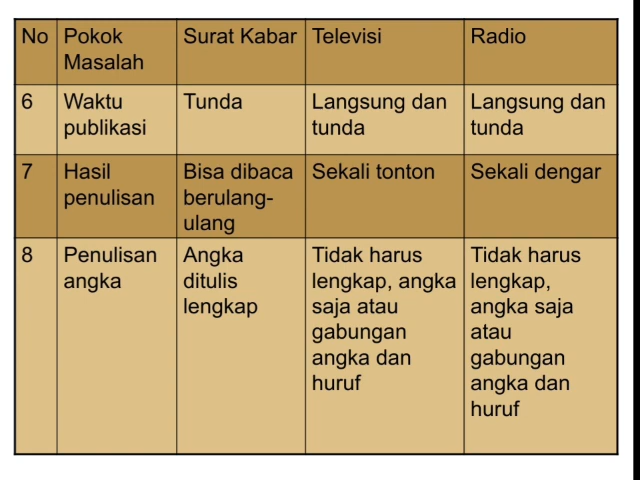 No
Pokok
Masalah
Surat Kabar
Televisi
Radio
6
Waktu
publikasi
Tunda
Langsung dan
tunda
Langsung dan
tunda
7
Hasil
penulisan
Bisa dibaca
berulang-
ulang
Sekali tonton
Sekali dengar
8
Penulisan
angka
Angka
ditulis
lengkap
Tidak harus
lengkap, angka
saja atau
gabungan
angka dan
huruf
Tidak harus
lengkap,
angka saja
atau
gabungan
angka dan
huruf